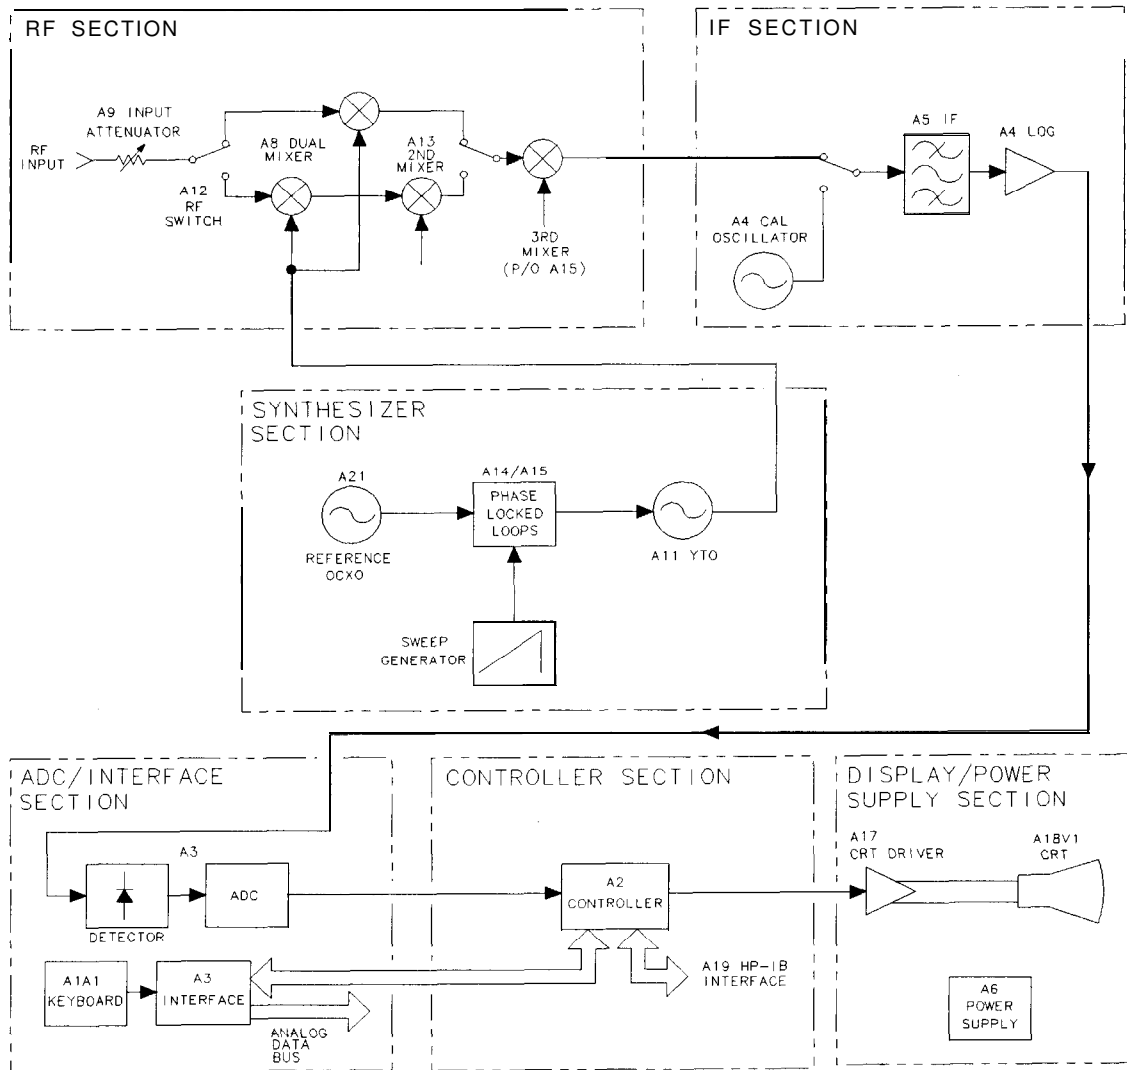 RF SECTION
A9 INPUT
ATTENUATOR
RF
INPUT
A12
RF
SWITCH
A8 DUAL
MIXER
A13
2ND
MIXER
3RD
MIXER
(P/O A15)
IF SECTION
A5 IF
A4 LOG
A4 CAL
OSCILLATOR
SYNTHESIZER
SECTION
A21
REFERENCE
OCXO
A14/A15
PHASE
LOCKED
LOOPS
A11 YTO
SWEEP
GENERATOR
ADC/INTERFACE
SECTION
A3
DETECTOR
ADC
A1A1
KEYBOARD
A3
INTERFACE
ANALOG
DATA
BUS
CONTROLLER SECTION
A2
CONTROLLER
A19 HP-IB
INTERFACE
DISPLAY/POWER
SUPPLY SECTION
A17
CRT DRIVER
A18V1
CRT
A6
POWER
SUPPLY